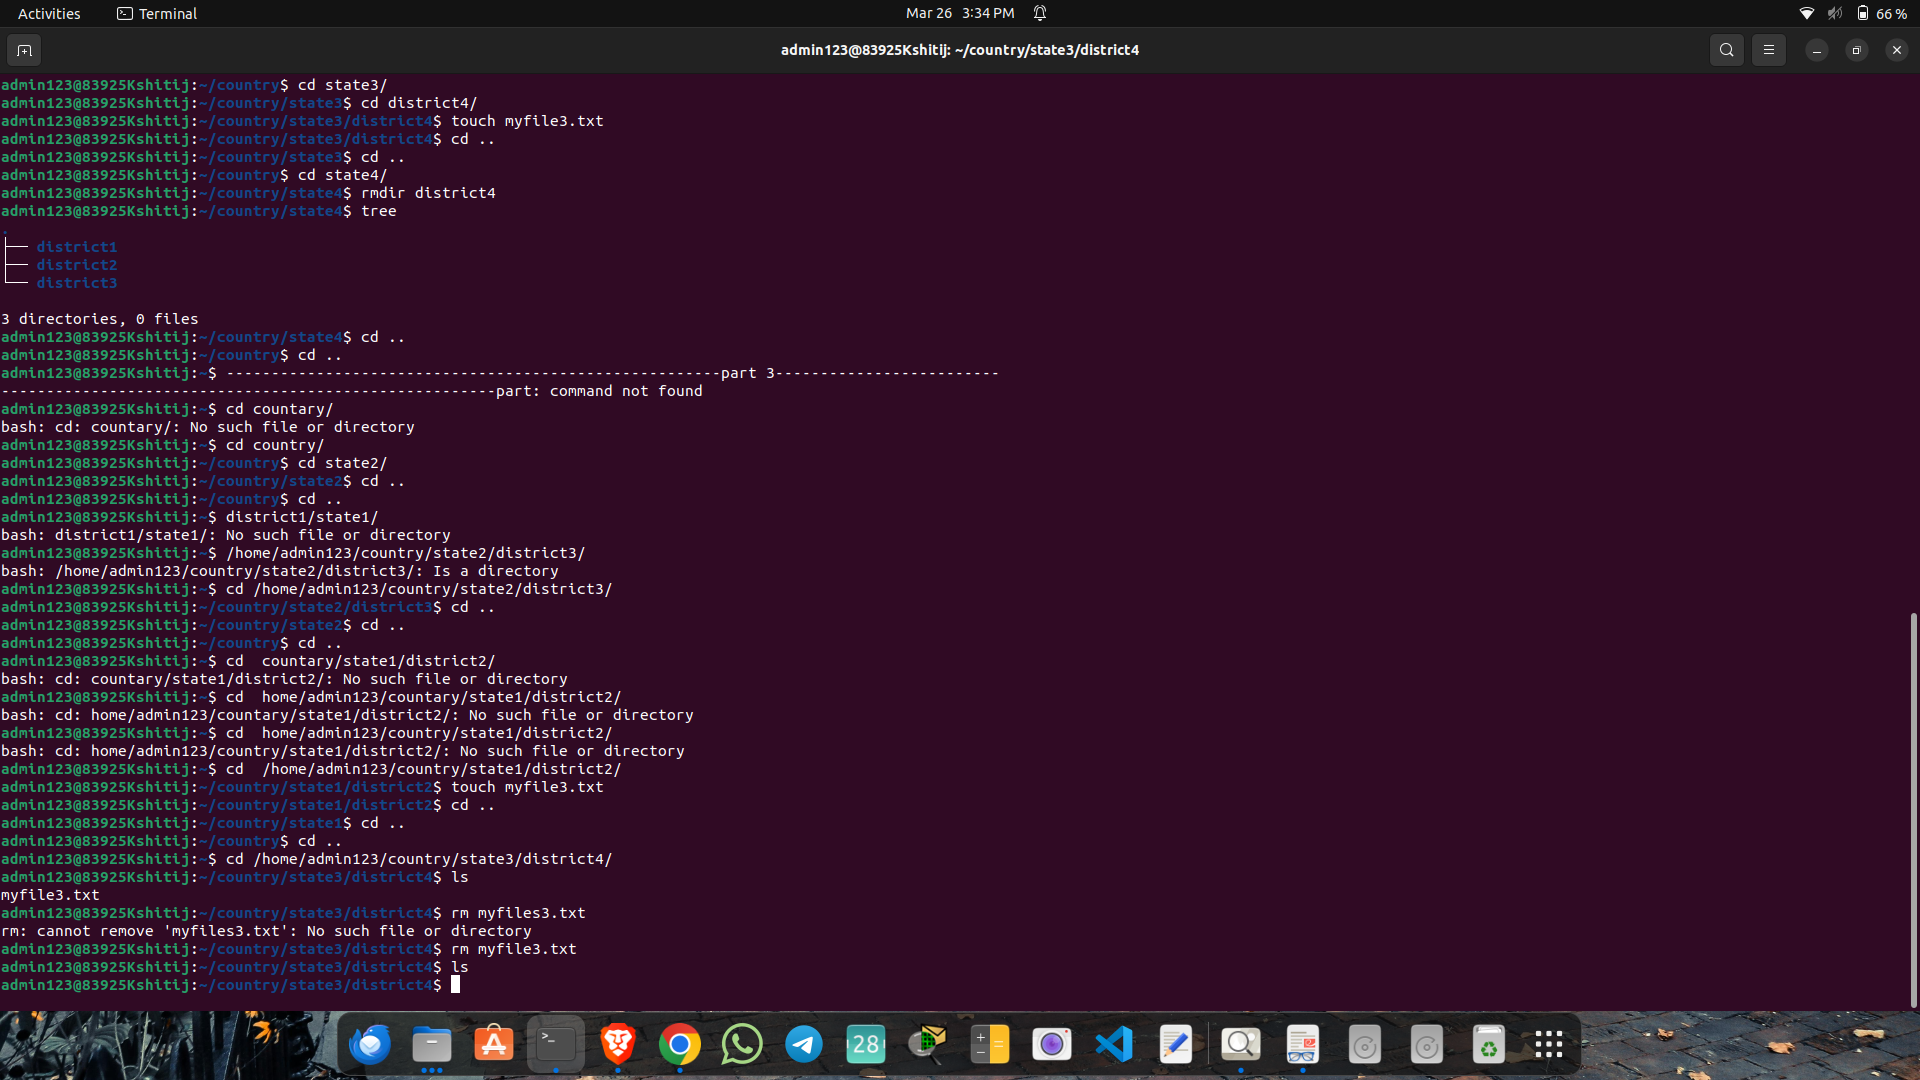 Activities
Terminal
Mar 26 3:34 PM
66 %
admin123@83925Kshitij: ~/country/state3/district4
admin123@83925Kshitij:~/country$ cd state3/
admin123@83925Kshitij:~/country/state3$ cd district4/
admin123@83925Kshitij:~/country/state3/district4$ touch myfile3.txt
admin123@83925Kshitij:~/country/state3/district4$ cd ..
admin123@83925Kshitij:~/country/state3$ cd ..
admin123@83925Kshitij:~/country$ cd state4/
admin123@83925Kshitij:~/country/state4$ rmdir district4
admin123@83925Kshitij:~/country/state4$ tree
.
├── district1
├── district2
└── district3
3 directories, 0 files
admin123@83925Kshitij:~/country/state4$ cd ..
admin123@83925Kshitij:~/country$ cd ..
admin123@83925Kshitij:~$ -------------------------------------------------------part 3-------------------------
-------------------------------------------------------part: command not found
admin123@83925Kshitij:~$ cd countary/
bash: cd: countary/: No such file or directory
admin123@83925Kshitij:~$ cd country/
admin123@83925Kshitij:~/country$ cd state2/
admin123@83925Kshitij:~/country/state2$ cd ..
admin123@83925Kshitij:~/country$ cd ..
admin123@83925Kshitij:~$ district1/state1/
bash: district1/state1/: No such file or directory
admin123@83925Kshitij:~$ /home/admin123/country/state2/district3/
bash: /home/admin123/country/state2/district3/: Is a directory
admin123@83925Kshitij:~$ cd /home/admin123/country/state2/district3/
admin123@83925Kshitij:~/country/state2/district3$ cd ..
admin123@83925Kshitij:~/country/state2$ cd ..
admin123@83925Kshitij:~/country$ cd ..
admin123@83925Kshitij:~$ cd  countary/state1/district2/
bash: cd: countary/state1/district2/: No such file or directory
admin123@83925Kshitij:~$ cd  home/admin123/countary/state1/district2/
bash: cd: home/admin123/countary/state1/district2/: No such file or directory
admin123@83925Kshitij:~$ cd  home/admin123/country/state1/district2/
bash: cd: home/admin123/country/state1/district2/: No such file or directory
admin123@83925Kshitij:~$ cd  /home/admin123/country/state1/district2/
admin123@83925Kshitij:~/country/state1/district2$ touch myfile3.txt
admin123@83925Kshitij:~/country/state1/district2$ cd ..
admin123@83925Kshitij:~/country/state1$ cd ..
admin123@83925Kshitij:~/country$ cd ..
admin123@83925Kshitij:~$ cd /home/admin123/country/state3/district4/
admin123@83925Kshitij:~/country/state3/district4$ ls
myfile3.txt
admin123@83925Kshitij:~/country/state3/district4$ rm myfiles3.txt
rm: cannot remove 'myfiles3.txt': No such file or directory
admin123@83925Kshitij:~/country/state3/district4$ rm myfile3.txt
admin123@83925Kshitij:~/country/state3/district4$ ls
admin123@83925Kshitij:~/country/state3/district4$
28